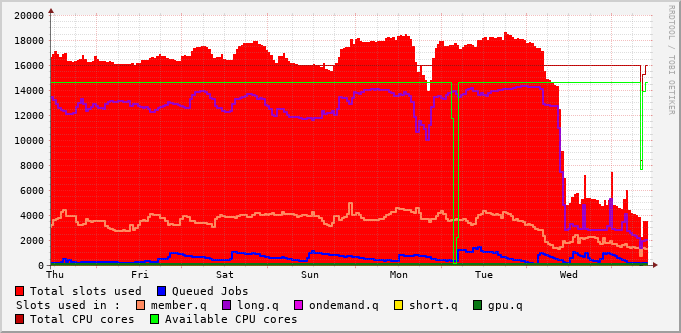 20000
18000
16000
14000
12000
10000
8000
6000
4000
2000
0
Thu Fri Sat Sun Mon Tue Wed
RRDTOOL / TOBI OETIKER
Total slots used Queued Jobs
Slots used in : member.q long.q ondemand.q short.q gpu.q
Total CPU cores Available CPU cores